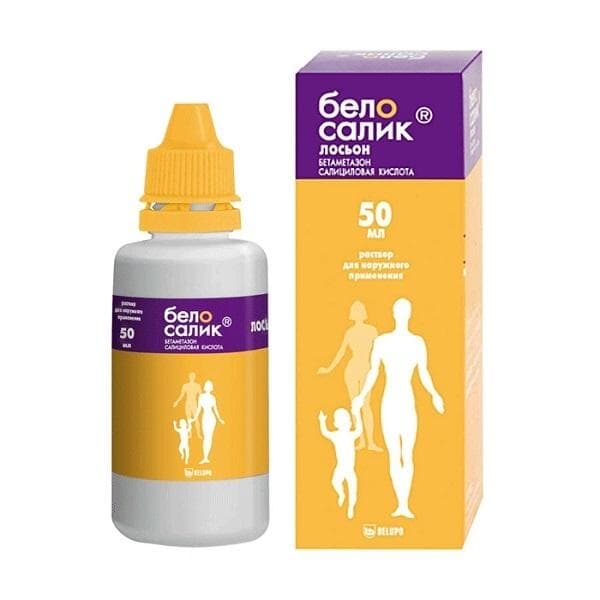 бело
салик®
лосьон
БЕТАМЕТАЗОН
САЛИЦИЛОВАЯ КИСЛОТА
50
МЛ
раствор
для наружного
применения
BELUPO
раствор
для наружного
применения
50
мл
бело
салик®
БЕТАМЕТАЗОН
САЛИЦИЛОВАЯ КИСЛОТА
BELUPO